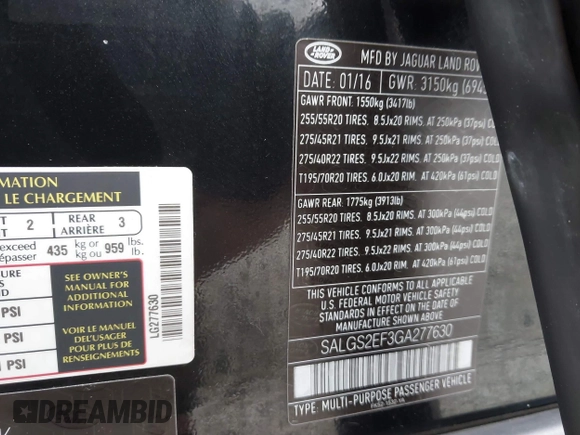 RMATION
LE CHARGEMENT
T 2 REAR ARRIÈRE 3
exceed
épasser 435 kg or kg ou 959 lbs. lb.
SEE OWNER'S
MANUAL FOR
ADDITIONAL
INFORMATION
VOIR LE MANUEL
DEL'USAGER
POUR PLUS DE
RENSEIGNEMENTS
PSI
PSI
PSI
LG277630
LAND
ROVER
MFD BY JAGUAR LAND ROV
DATE: 01/16 GWR: 3150kg (694
GAWR FRONT: 1550kg (3417lb)
255/55R20 TIRES. 8.5Jx20 RIMS. AT 250kPa (37psi) COLD
275/45R21 TIRES. 9.5Jx21 RIMS. AT 250kPa (37psi) COLD
275/40R22 TIRES. 9.5Jx22 RIMS. AT 250kPa (37psi) COLD
T195/70R20 TIRES. 6.0Jx20 RIM. AT 420kPa (61psi) COLD
GAWR REAR: 1775kg (3913lb)
255/55R20 TIRES. 8.5Jx20 RIMS. AT 300kPa (44psi) COLD
275/45R21 TIRES. 9.5Jx21 RIMS. AT 300kPa (44psi) COLD
275/40R22 TIRES. 9.5Jx22 RIMS. AT 300kPa (44psi) COLD
T195/70R20 TIRES. 6.0Jx20 RIM. AT 420kPa (61psi) COLD
THIS VEHICLE CONFORMS TO ALL APPLICABLE
U.S. FEDERAL MOTOR VEHICLE SAFETY STANDARDS
IN EFFECT ON THE DATE OF
MANUFACTURE SHOWN ABOVE.
SALGS2EF3GA277630
TYPE: MULTI-PURPOSE PASSENGER VEHICLE
DREAMBID